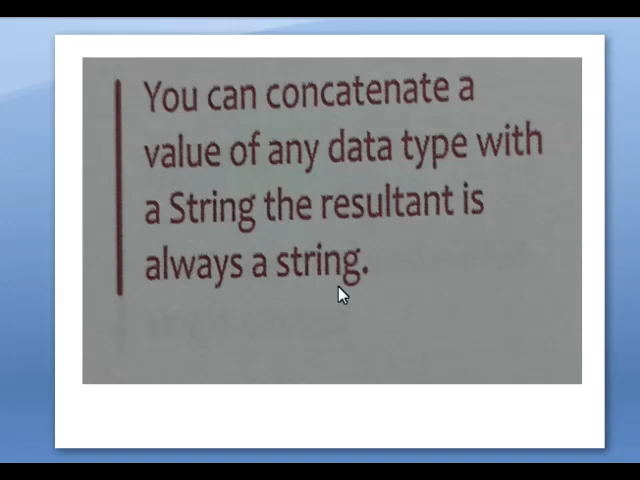 You can concatenate a
value of any data type with
a String the resultant is
always a string.